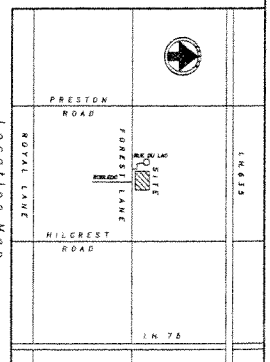 PRESTON
ROAD
ROYAL LANE
FOREST LANE
RUE DU LAC
SITE
I.H. 635
HILCREST
ROAD
I.H. 75
Location Map